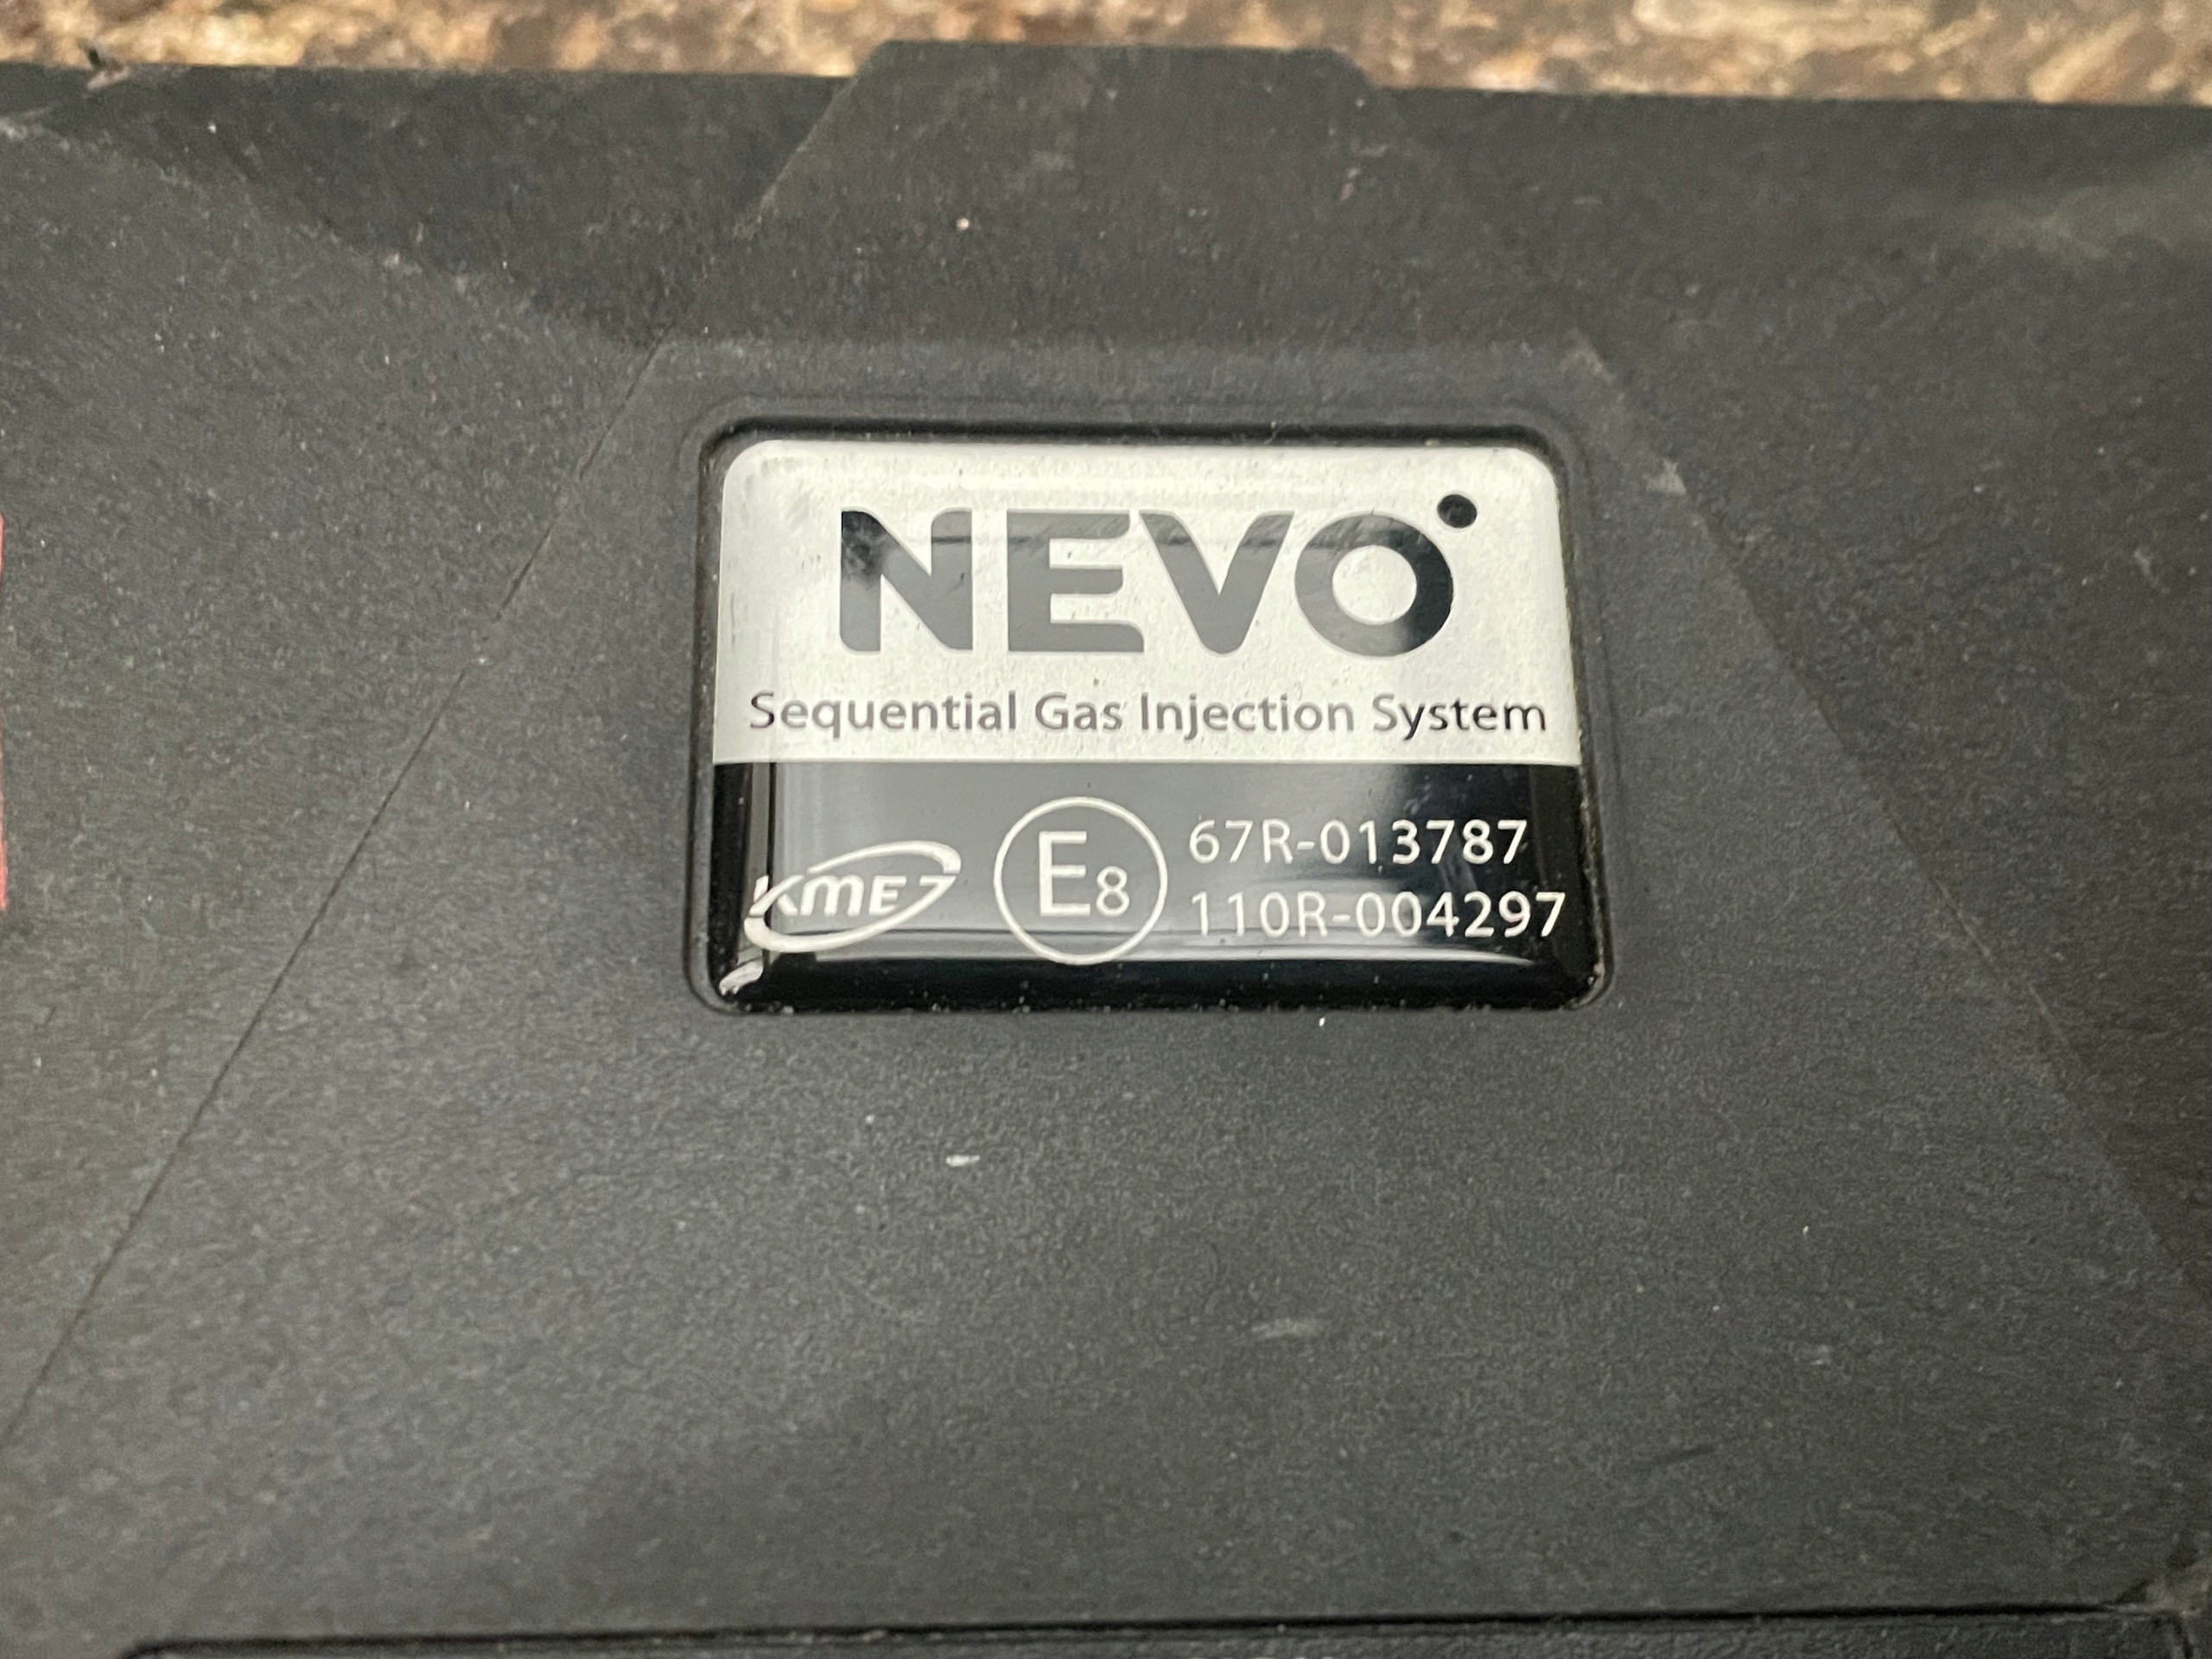 NEVO
Sequential Gas Injection System
KME E8 67R-013787
110R-004297